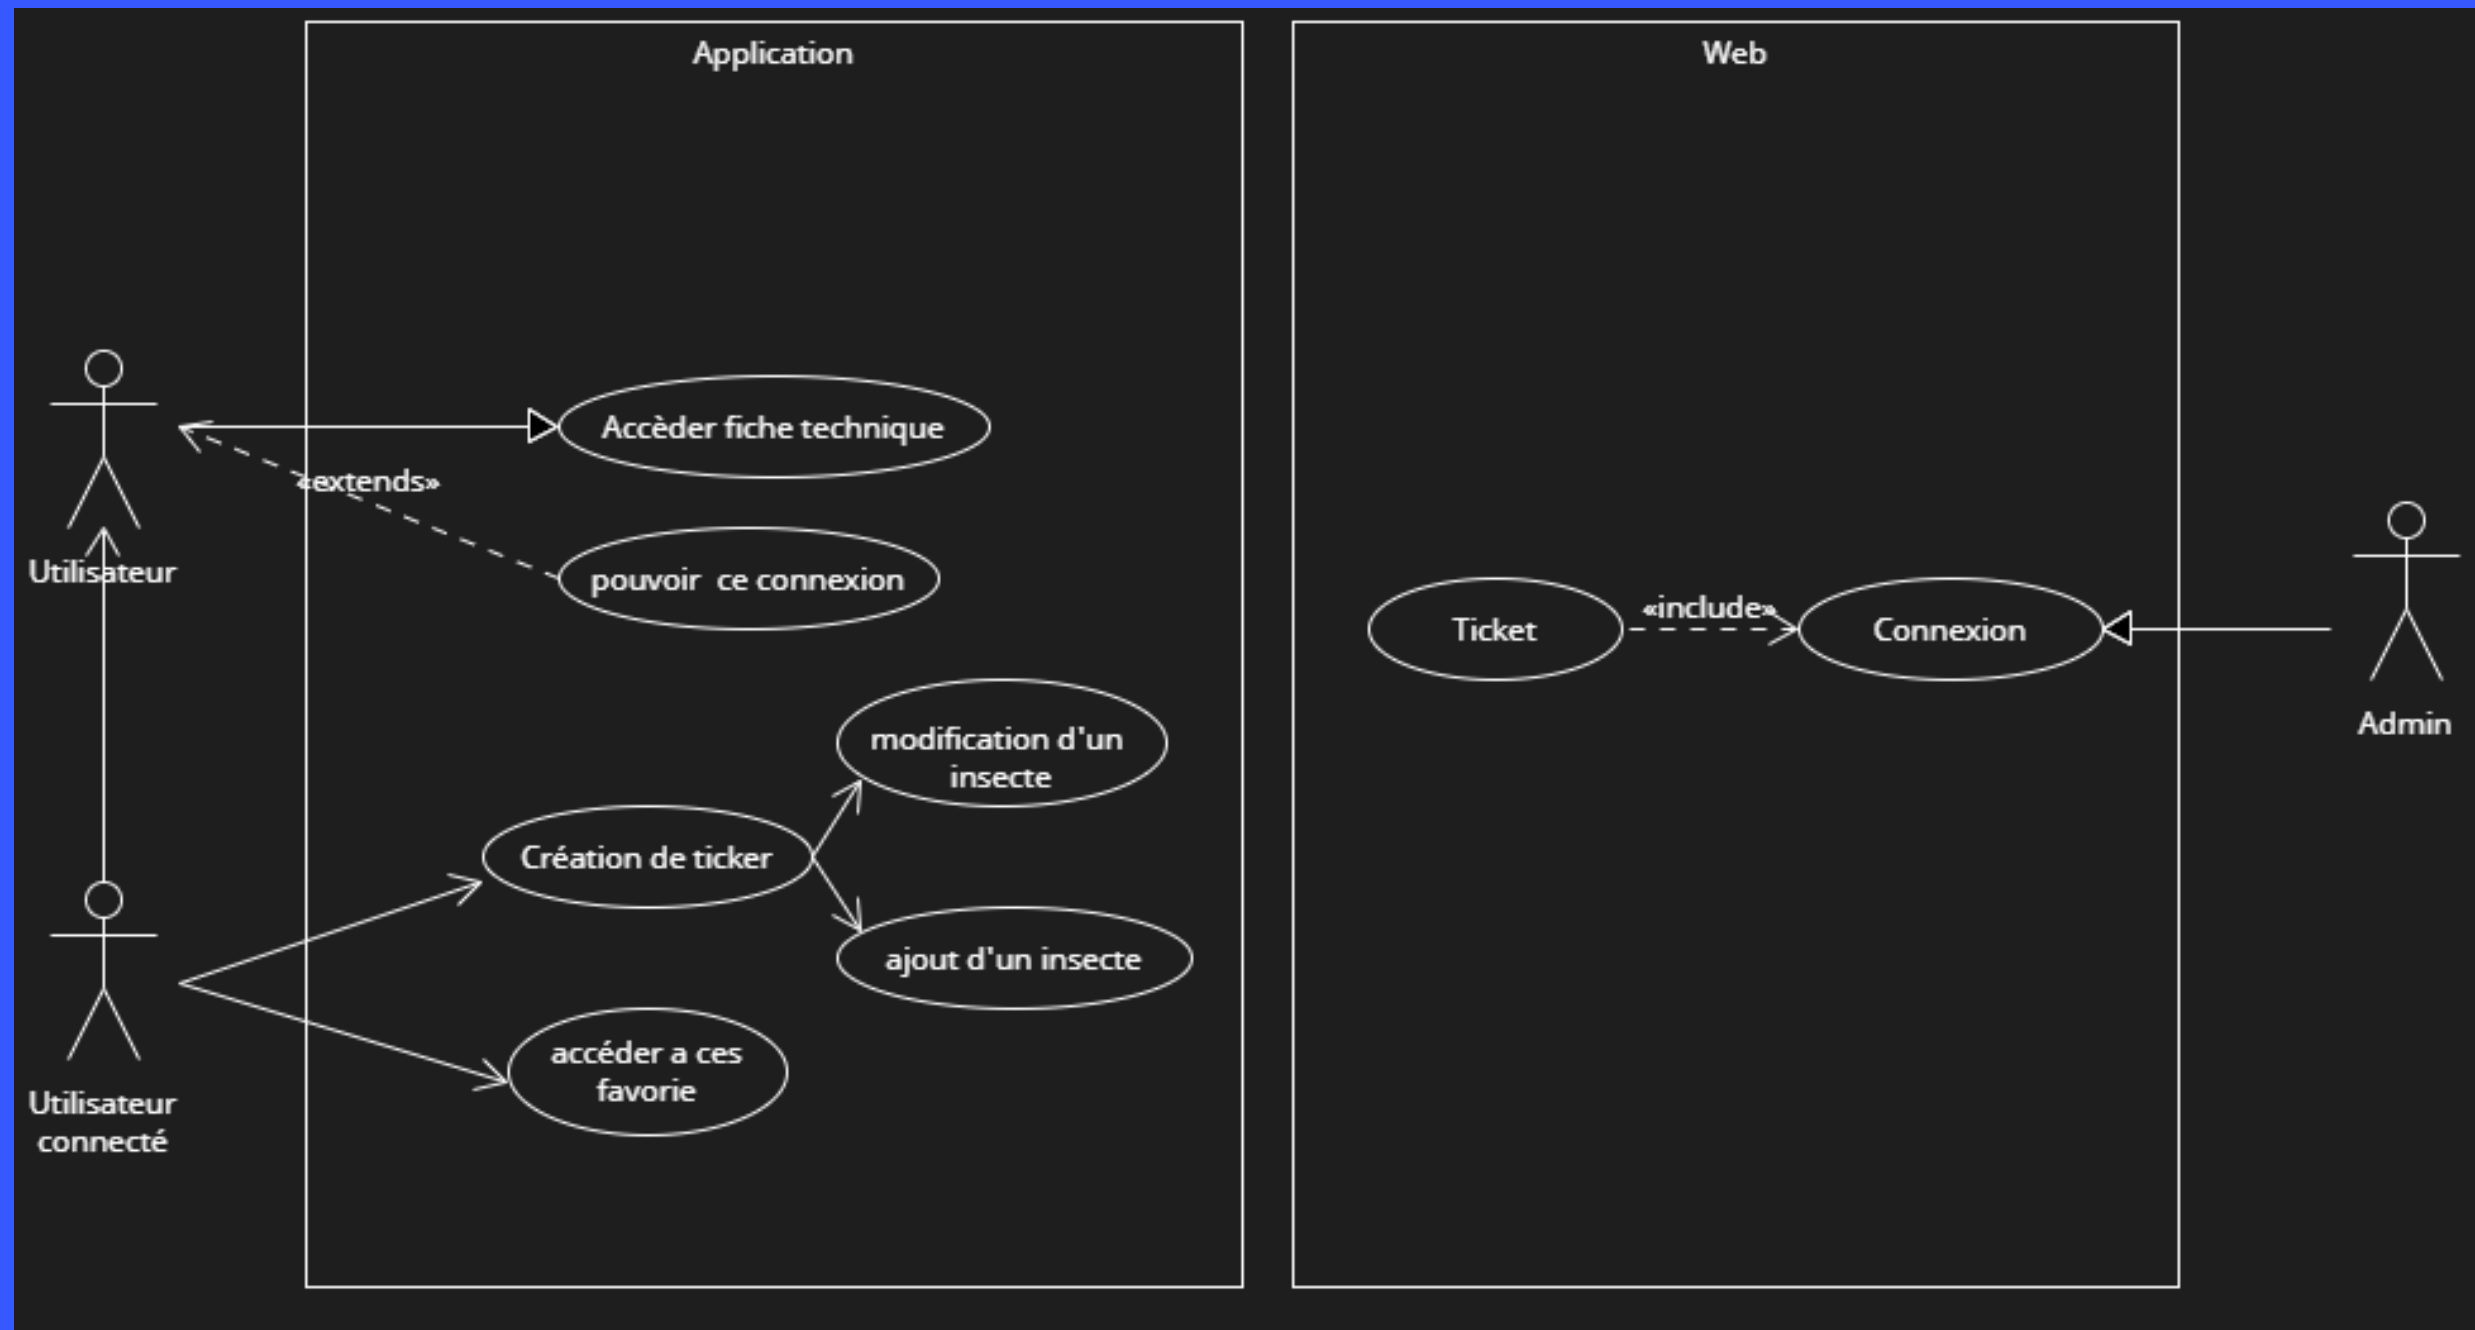 Application
Web
Accèder fiche technique
«extends»
Utilisateur
pouvoir  ce connexion
«include»
Ticket
Connexion
Admin
modification d'un
insecte
Création de ticker
ajout d'un insecte
accéder a ces
favorie
Utilisateur
connecté